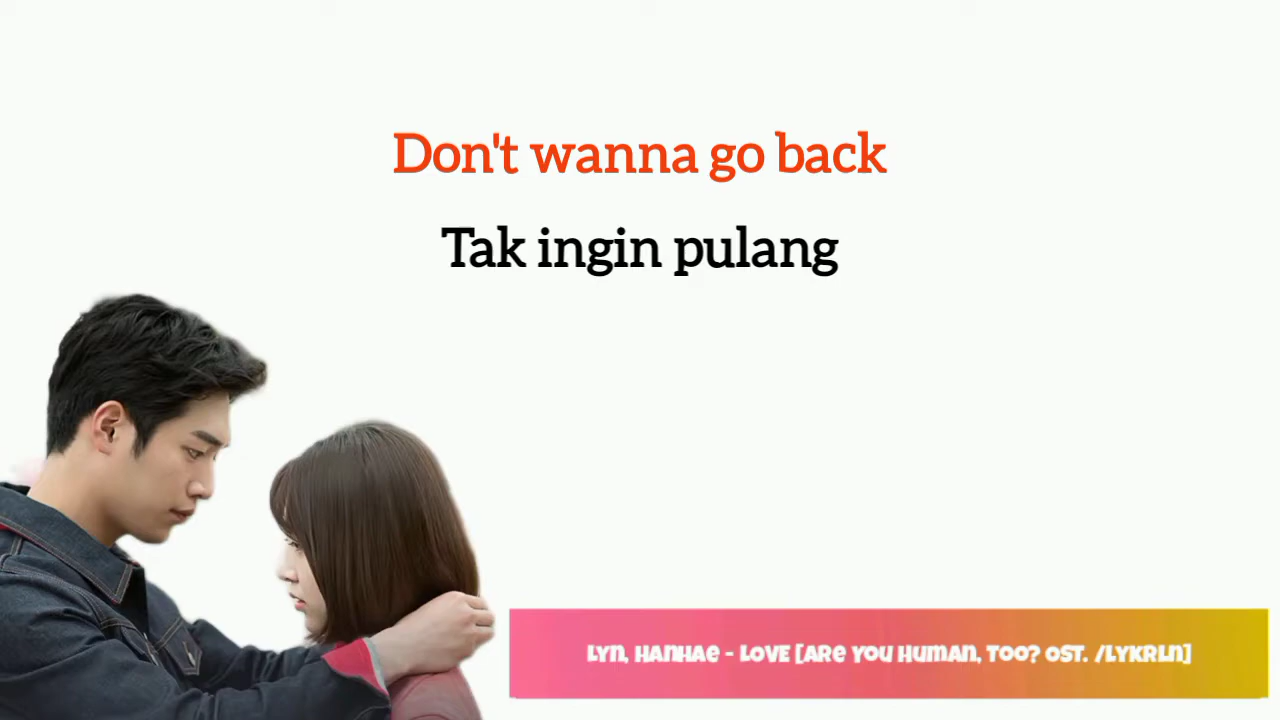 Don't wanna go back
Tak ingin pulang
LYn, HanHae - LOVE [Are You Human, Too? OST. /LYKRLn]